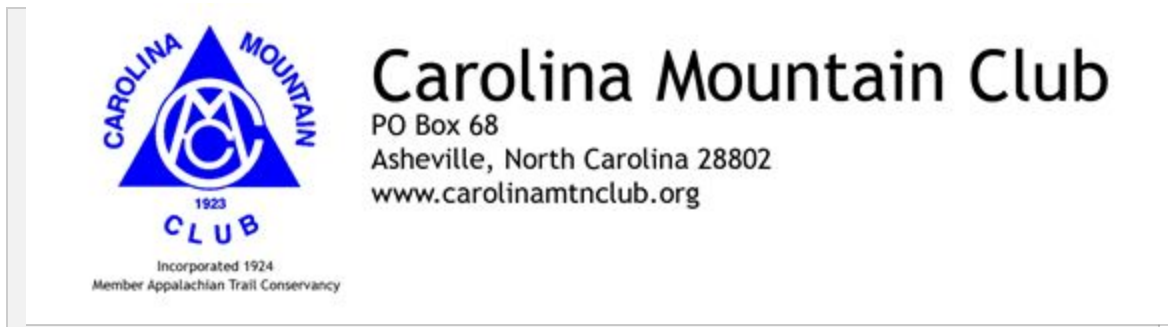 CAROLINA MOUNTAIN
CMC
1923
CLUB
Incorporated 1924
Member Appalachian Trail Conservancy
Carolina Mountain Club
PO Box 68
Asheville, North Carolina 28802
www.carolinamtnclub.org